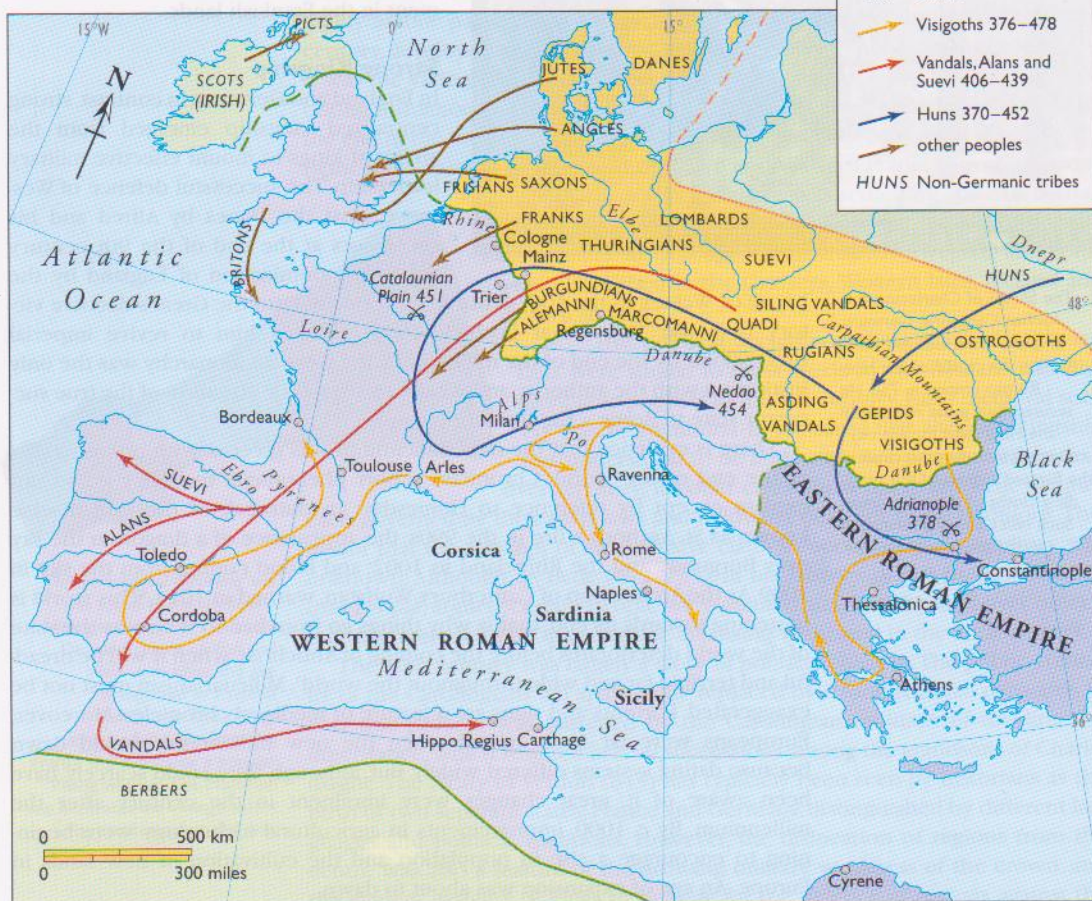 Visigoths 376–478
Vandals, Alans and
Suevi 406–439
Huns 370–452
other peoples
HUNS Non-Germanic tribes
15°W
0°
15°
PICTS
North
Sea
N
SCOTS
(IRISH)
JUTES
DANES
ANGLES
FRISIANS
SAXONS
BRITONS
Rhine
FRANKS
Elbe
LOMBARDS
Dnepr
Cologne
THURINGIANS
Atlantic
Ocean
Mainz
SUEVI
HUNS
Catalaunian
Plain 451
Trier
BURGUNDIANS
ALEMANNI
MARCOMANNI
SILING VANDALS
48°
QUADI
Carpathian Mountains
OSTROGOTHS
Loire
Regensburg
RUGIANS
Danube
Nedao
454
ASDING
VANDALS
GEPIDS
Alps
Milan
VISIGOTHS
Bordeaux
Po
Danube
Black
Sea
Toulouse
Arles
Ravenna
SUEVI
Ebro
Pyrenees
EASTERN ROMAN EMPIRE
Adrianople
378
ALANS
Corsica
Rome
Constantinople
Toledo
Naples
Thessalonica
Cordoba
Sardinia
WESTERN ROMAN EMPIRE
Mediterranean Sea
Athens
Sicily
VANDALS
Hippo Regius
Carthage
BERBERS
0 500 km
0 300 miles
Cyrene